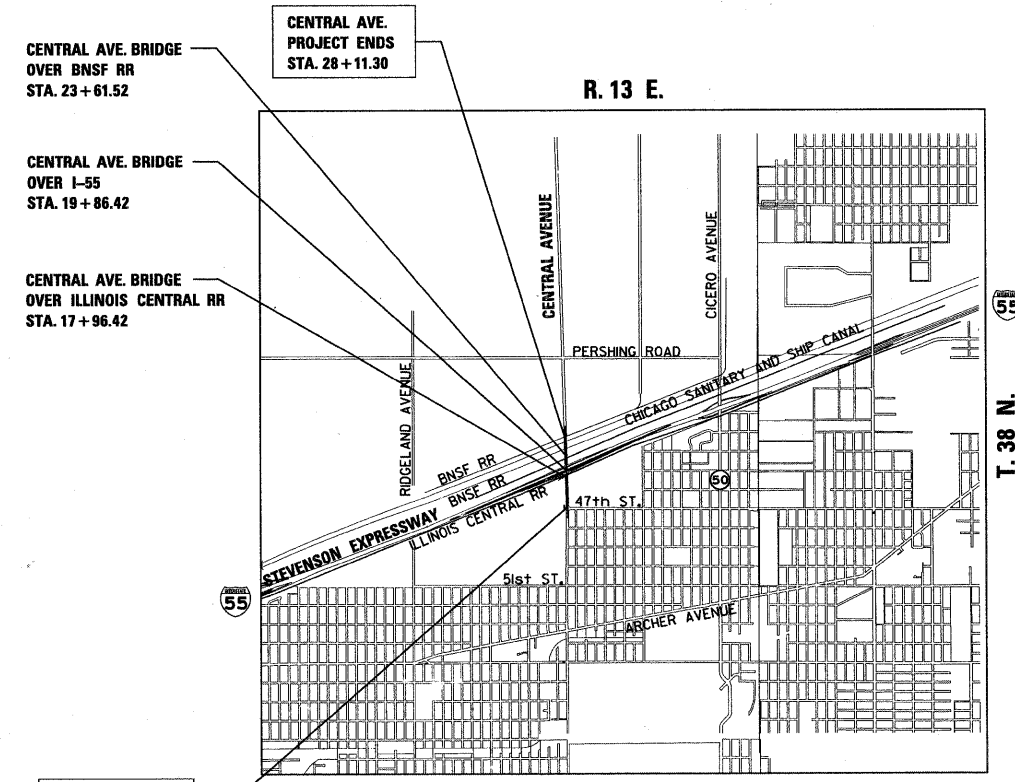 CENTRAL AVE.
PROJECT ENDS
STA. 28+11.30
CENTRAL AVE. BRIDGE
OVER BNSF RR
STA. 23+61.52
R. 13 E.
CENTRAL AVE. BRIDGE
OVER I-55
STA. 19+86.42
CENTRAL AVE. BRIDGE
OVER ILLINOIS CENTRAL RR
STA. 17+96.42
CENTRAL AVENUE
CICERO AVENUE
55
PERSHING ROAD
CHICAGO SANITARY AND SHIP CANAL
RIDGELAND AVENUE
T. 38 N.
BNSF RR
BNSF RR
50
47th ST.
STEVENSON EXPRESSWAY
ILLINOIS CENTRAL RR
51st ST.
55
ARCHER AVENUE